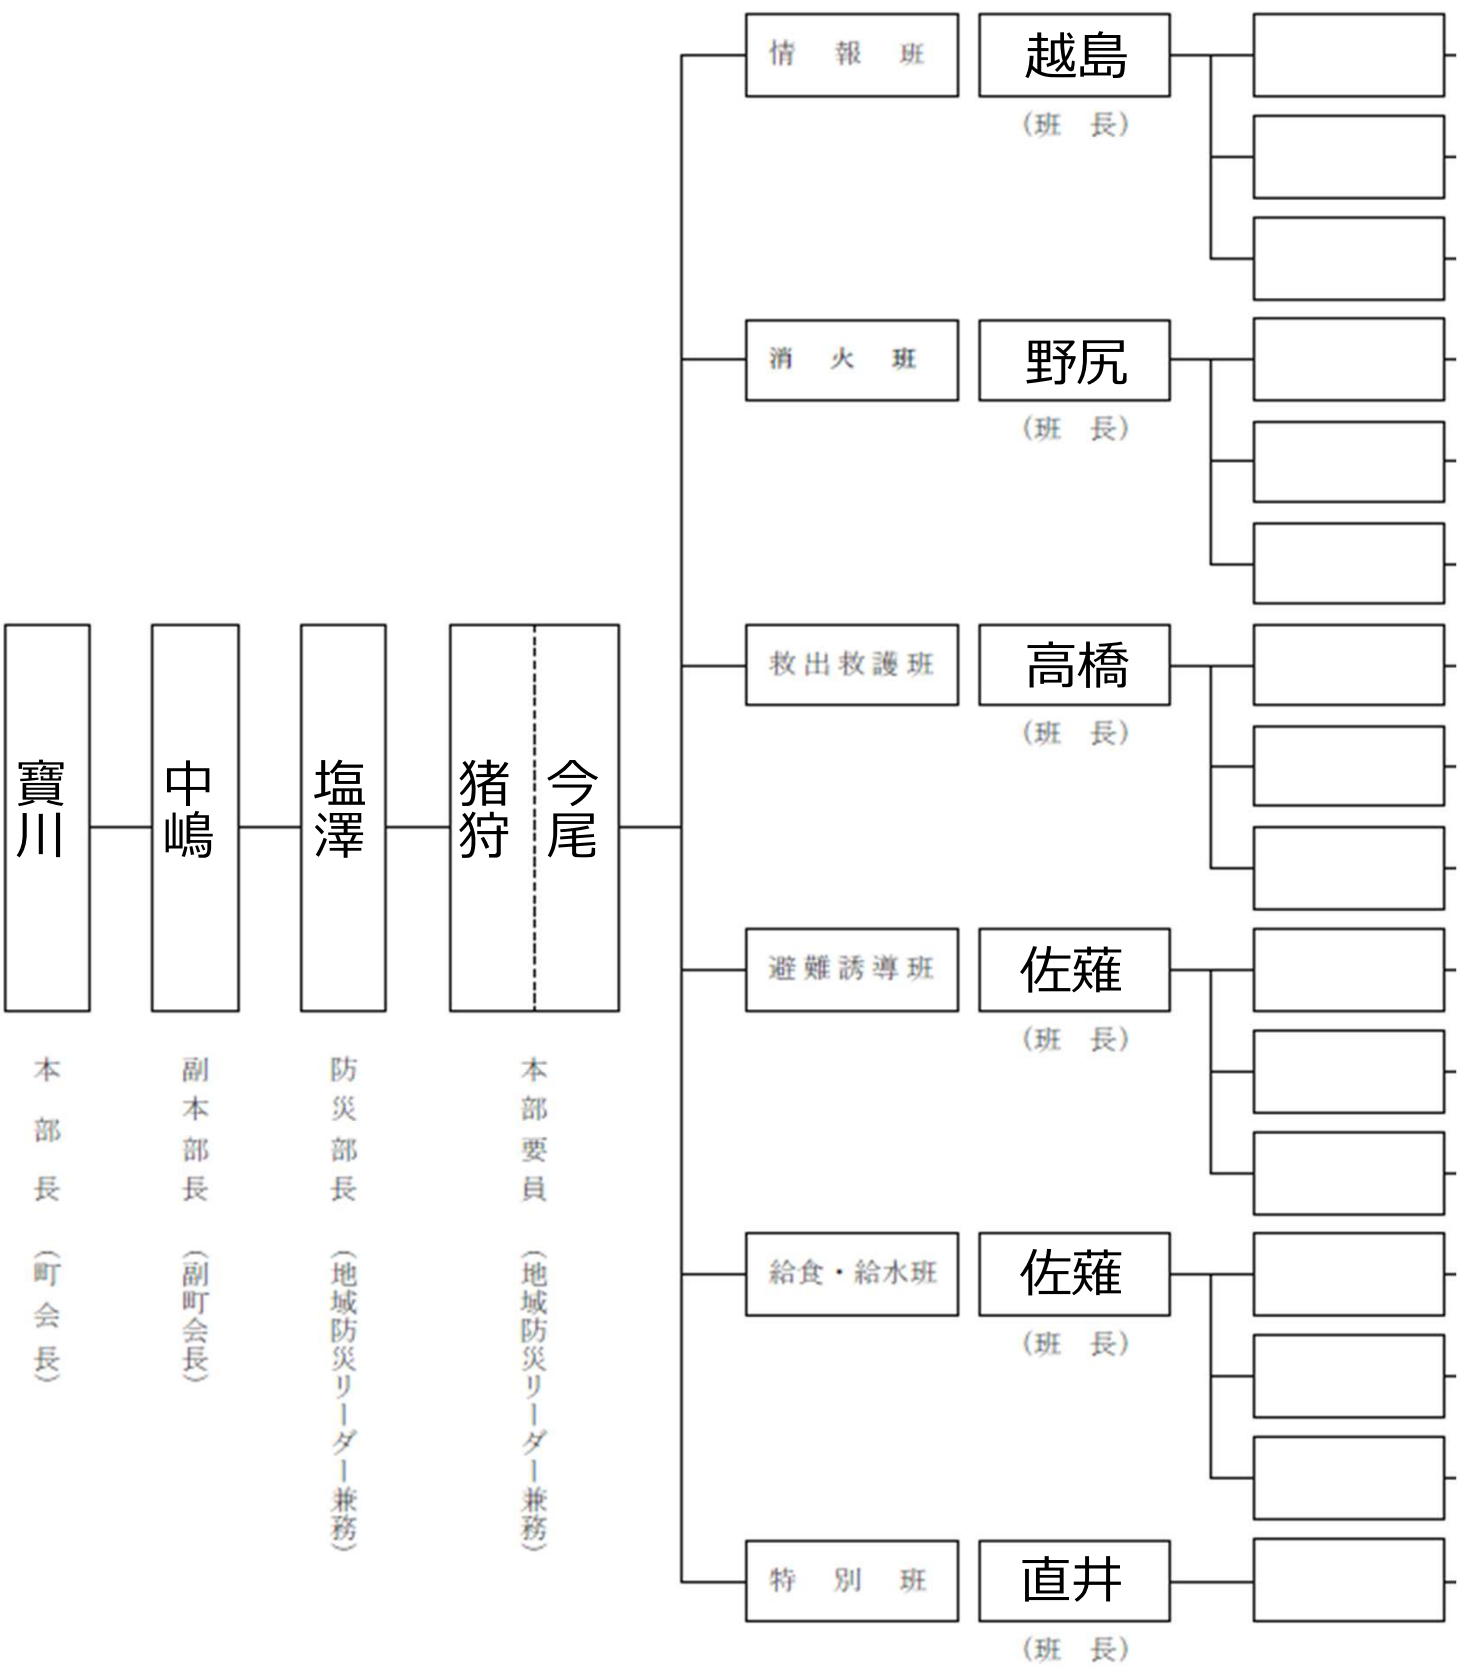 情報班
越島
（班 長）
消火班
野尻
（班 長）
救出救護班
高橋
（班 長）
避難誘導班
佐薙
（班 長）
給食・給水班
佐薙
（班 長）
特別班
直井
（班 長）
寶川
本部長（町会長）
中嶋
副本部長（副町会長）
塩澤
防災部長（地域防災リーダー兼務）
猪狩
今尾
本部要員（地域防災リーダー兼務）